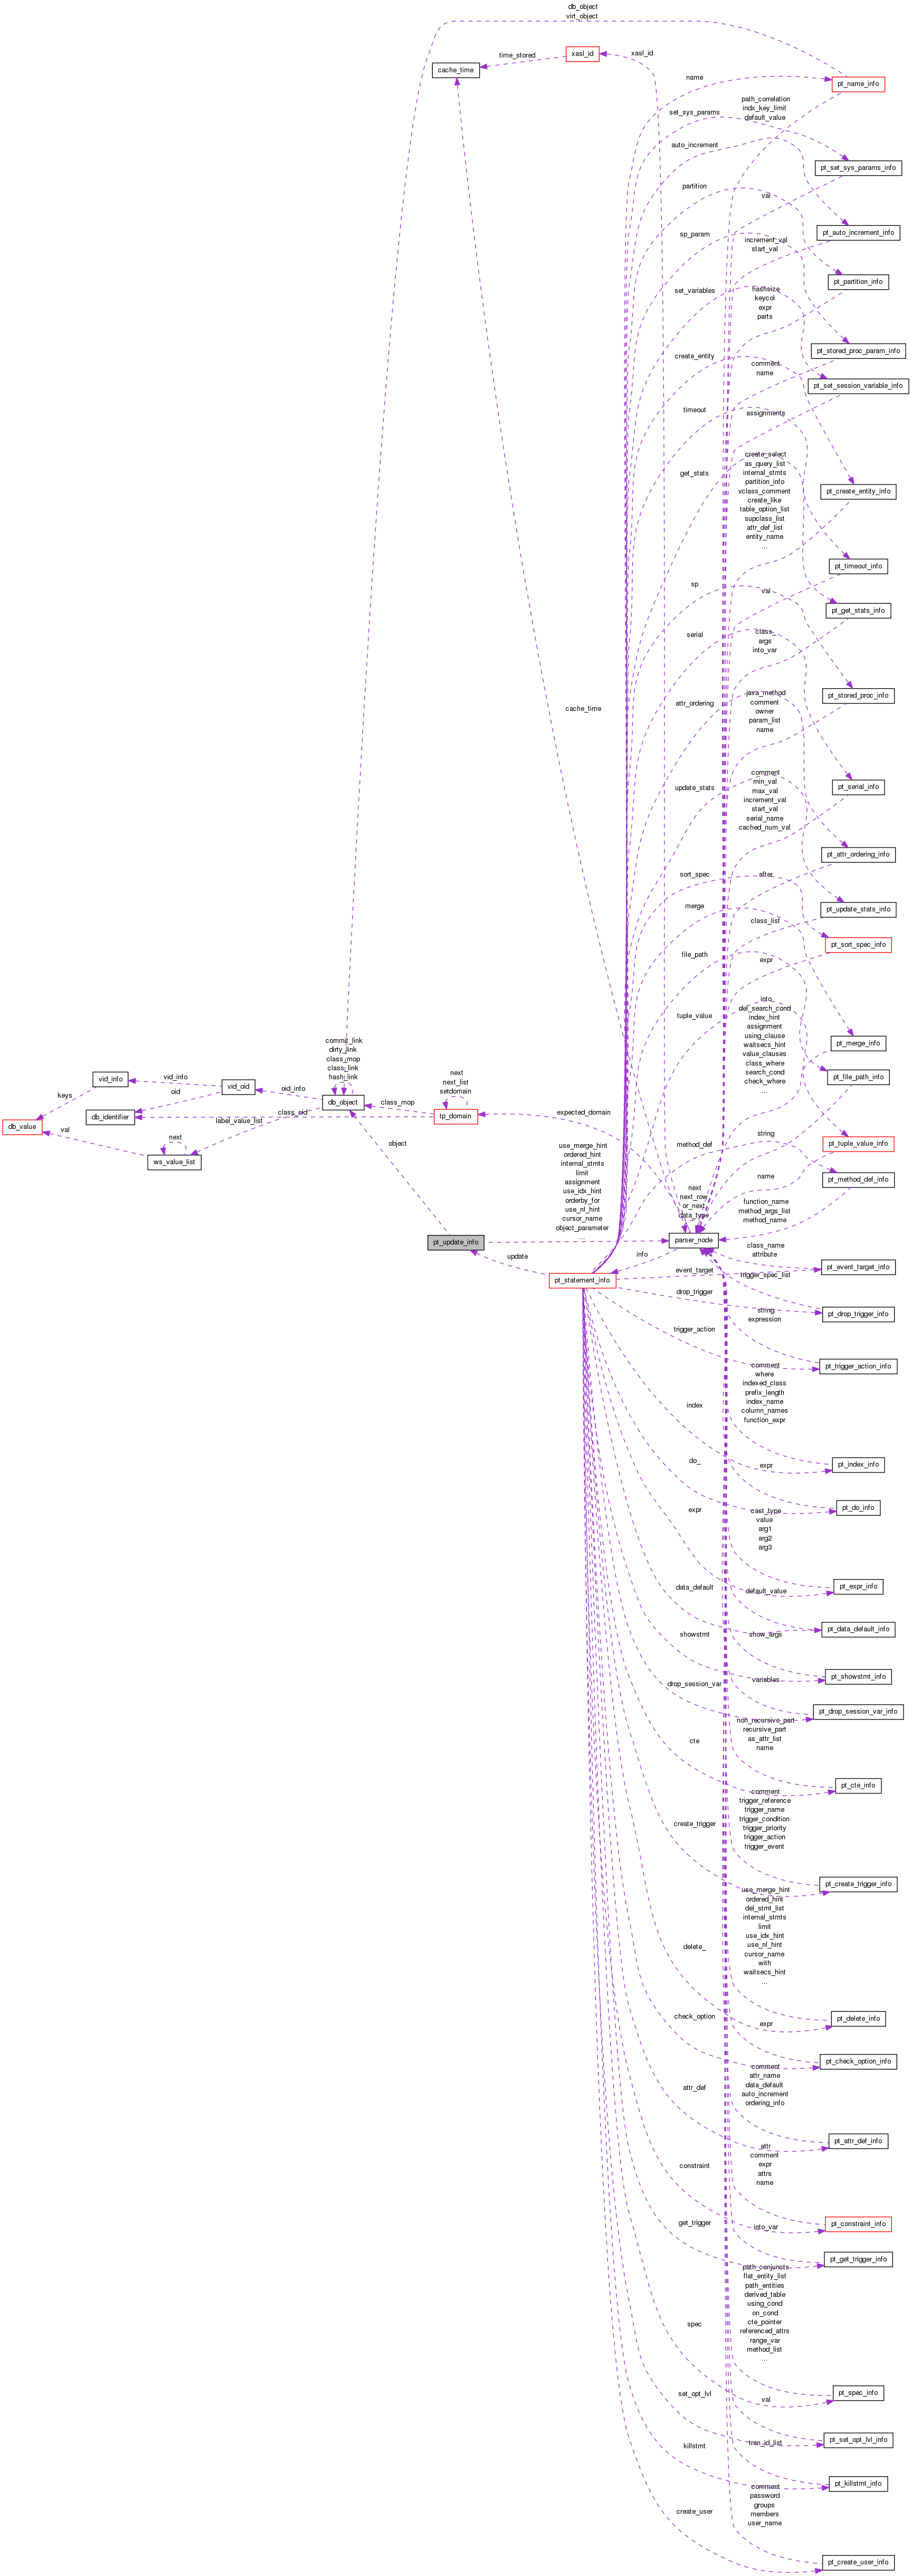 db_object
virt_object
xasl_id
xasl_id
time_stored
cache_time
name
pt_name_info
path_correlation
indx_key_limit
default_value
set_sys_params
auto_increment
pt_set_sys_params_info
partition
val
pt_auto_increment_info
sp_param
increment_val
start_val
pt_partition_info
set_variables
hashsize
keycol
expr
parts
pt_stored_proc_param_info
create_entity
comment
name
pt_set_session_variable_info
timeout
assignments
get_stats
create_select
as_query_list
internal_stmts
partition_info
vclass_comment
create_like
table_option_list
supclass_list
attr_def_list
entity_name
...
pt_create_entity_info
pt_timeout_info
sp
val
pt_get_stats_info
serial
class_
args
into_var
pt_stored_proc_info
cache_time
attr_ordering
java_method
comment
owner
param_list
name
update_stats
comment
min_val
max_val
increment_val
start_val
serial_name
cached_num_val
pt_serial_info
pt_attr_ordering_info
sort_spec
after
merge
pt_update_stats_info
class_list
pt_sort_spec_info
file_path
expr
tuple_value
into
del_search_cond
index_hint
assignment
using_clause
waitsecs_hint
value_clauses
class_where
search_cond
check_where
...
pt_merge_info
pt_file_path_info
commit_link
dirty_link
class_mop
class_link
hash_link
vid_info
vid_info
vid_oid
oid_info
db_object
class_mop
next
next_list
setdomain
keys
oid
db_identifier
class_oid
label_value_list
tp_domain
expected_domain
db_value
val
next
ws_value_list
object
string
pt_tuple_value_info
method_def
name
pt_method_def_info
use_merge_hint
ordered_hint
internal_stmts
limit
assignment
use_idx_hint
orderby_for
use_nl_hint
cursor_name
object_parameter
...
next
next_row
or_next
data_type
function_name
method_args_list
method_name
pt_update_info
parser_node
update
info
pt_statement_info
class_name
attribute
event_target
pt_event_target_info
trigger_spec_list
drop_trigger
pt_drop_trigger_info
string
expression
trigger_action
pt_trigger_action_info
comment
where
indexed_class
prefix_length
index_name
column_names
function_expr
index
pt_index_info
do_
expr
pt_do_info
expr
cast_type
value
arg1
arg2
arg3
pt_expr_info
data_default
default_value
pt_data_default_info
showstmt
show_args
pt_showstmt_info
drop_session_var
variables
pt_drop_session_var_info
cte
non_recursive_part
recursive_part
as_attr_list
name
pt_cte_info
create_trigger
comment
trigger_reference
trigger_name
trigger_condition
trigger_priority
trigger_action
trigger_event
pt_create_trigger_info
delete_
use_merge_hint
ordered_hint
del_stmt_list
internal_stmts
limit
use_idx_hint
use_nl_hint
cursor_name
with
waitsecs_hint
...
pt_delete_info
check_option
expr
pt_check_option_info
attr_def
comment
attr_name
data_default
auto_increment
ordering_info
pt_attr_def_info
constraint
attr
comment
expr
attrs
name
pt_constraint_info
get_trigger
into_var
pt_get_trigger_info
spec
path_conjuncts
flat_entity_list
path_entities
derived_table
using_cond
on_cond
cte_pointer
referenced_attrs
range_var
method_list
...
pt_spec_info
set_opt_lvl
val
pt_set_opt_lvl_info
killstmt
tran_id_list
pt_killstmt_info
create_user
comment
password
groups
members
user_name
pt_create_user_info